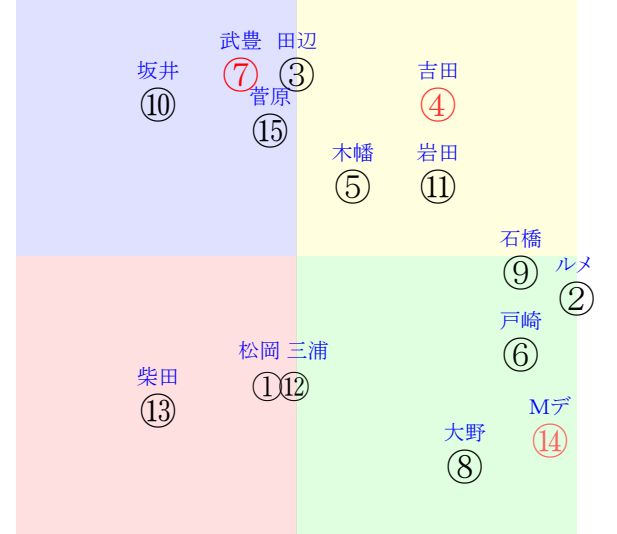 武豊 田辺
⑦ ③
坂井 吉田
⑩ ④
菅原
⑮
木幡 岩田
⑤ ⑪
石橋
⑨
ルメ
②
戸崎
⑥
松岡 三浦
①⑫
柴田
⑬
Mデ
⑭
大野
⑧